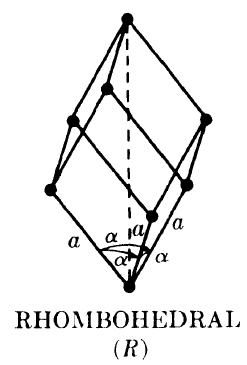 a α a a
α α
RHOMBOHEDRAL
(R)